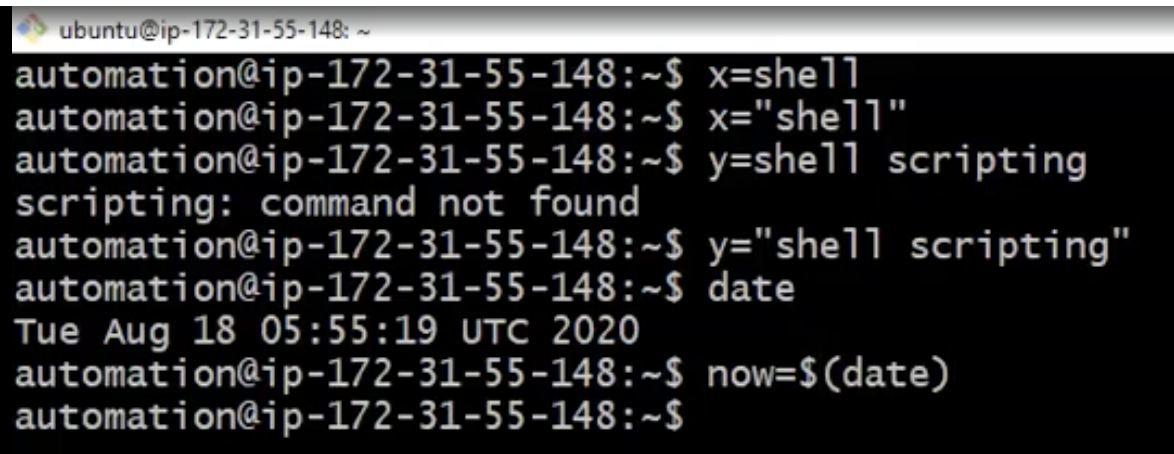 ubuntu@ip-172-31-55-148: ~
automation@ip-172-31-55-148:~$ x=shell
automation@ip-172-31-55-148:~$ x="shell"
automation@ip-172-31-55-148:~$ y=shell scripting
scripting: command not found
automation@ip-172-31-55-148:~$ y="shell scripting"
automation@ip-172-31-55-148:~$ date
Tue Aug 18 05:55:19 UTC 2020
automation@ip-172-31-55-148:~$ now=$(date)
automation@ip-172-31-55-148:~$